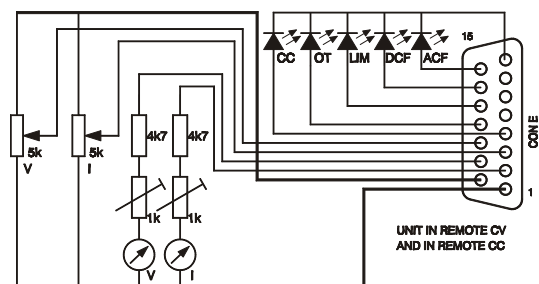 15
CC OT LIM DCF ACF
CON E
5k 5k 4k7 4k7
V I
1k 1k
1
UNIT IN REMOTE CV
AND IN REMOTE CC
V I